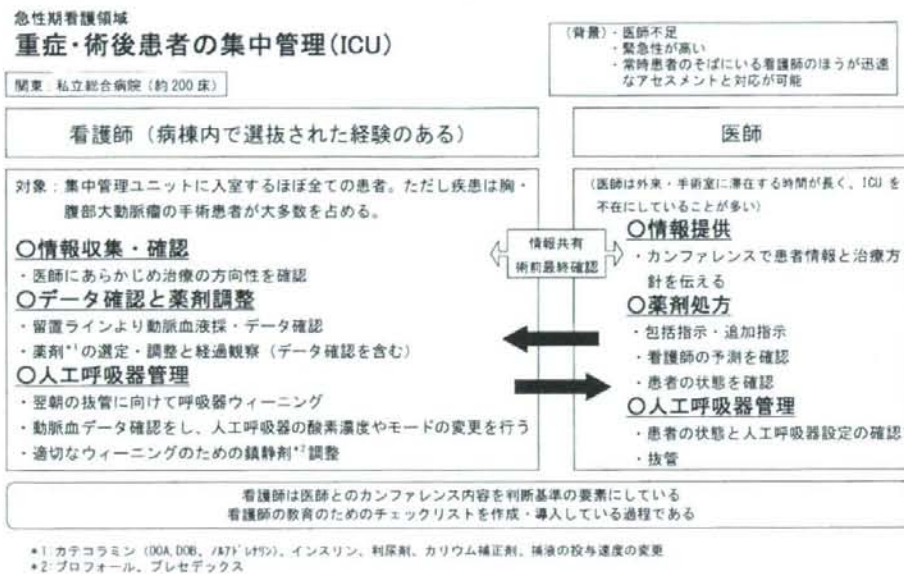 急性期看護領域
重症・術後患者の集中管理(ICU)
関東：私立総合病院（約200床）
（背景）・医師不足
・緊急性が高い
・常時患者のそばにいる看護師のほうが迅速
なアセスメントと対応が可能
看護師（病棟内で選抜された経験のある）
対象：集中管理ユニットに入室するほぼ全ての患者。ただし疾患は胸・
腹部大動脈瘤の手術患者が大多数を占める。
〇情報収集・確認
・医師にあらかじめ治療の方向性を確認
〇データ確認と薬剤調整
・留置ラインより動脈血液採・データ確認
・薬剤*1の選定・調整と経過観察（データ確認を含む）
〇人工呼吸器管理
・翌朝の抜管に向けて呼吸器ウィーニング
・動脈血データ確認をし、人工呼吸器の酸素濃度やモードの変更を行う
・適切なウィーニングのための鎮静剤*2調整
情報共有
術前最終確認
医師
（医師は外来・手術室に滞在する時間が長く、ICUを
不在にしていることが多い）
〇情報提供
・カンファレンスで患者情報と治療方
針を伝える
〇薬剤処方
・包括指示・追加指示
・看護師の予測を確認
・患者の状態を確認
〇人工呼吸器管理
・患者の状態と人工呼吸器設定の確認
・抜管
看護師は医師とのカンファレンス内容を判断基準の要素にしている
看護師の教育のためのチェックリストを作成・導入している過程である
*1:カテコラミン（DOA,DOB、ノルアドレナリン）、インスリン、利尿剤、カリウム補正剤、補液の投与速度の変更
*2:プロフォール、プレセデックス